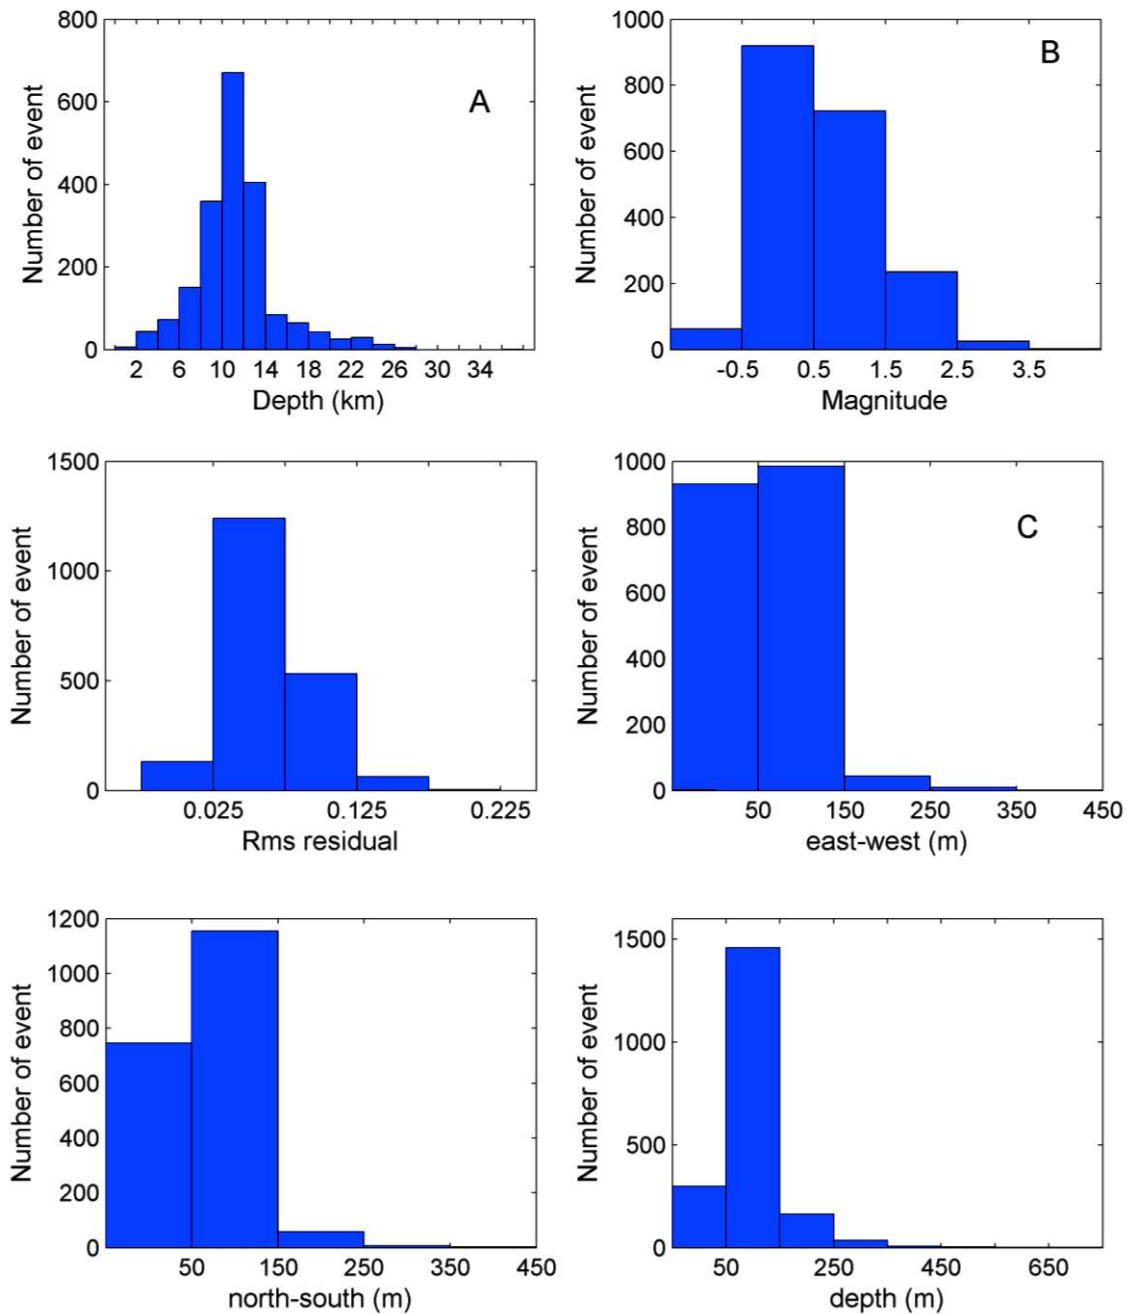 800
600
400
200
0
Number of event
A
2 6 10 14 18 22 26 30 34
Depth (km)
1000
800
600
400
200
0
Number of event
B
-0.5 0.5 1.5 2.5 3.5
Magnitude
1500
1000
500
0
Number of event
0.025 0.125 0.225
Rms residual
1000
800
600
400
200
0
Number of event
C
50 150 250 350 450
east-west (m)
1200
1000
800
600
400
200
0
Number of event
50 150 250 350 450
north-south (m)
1500
1000
500
0
Number of event
50 250 450 650
depth (m)